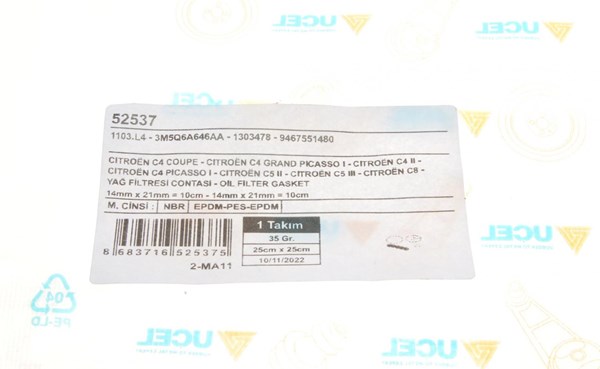 UCEL
52537
1103.L4 - 3M5Q6A646AA - 1303478 - 9467551480
CITROËN C4 COUPE - CITROËN C4 GRAND PICASSO I - CITROËN C4 II -
CITROËN C4 PICASSO I - CITROËN C5 II - CITROËN C5 III - CITROËN C8 -
YAĞ FİLTRESİ CONTASI - OIL FILTER GASKET
14mm x 21mm = 10cm - 14mm x 21mm = 10cm
M. CİNSİ : NBR EPDM-PES-EPDM
1 Takım
35 Gr.
25cm x 25cm
10/11/2022
8 683716 525375
2-MA11
04
PE-LD
UCEL
UCEL
UCEL